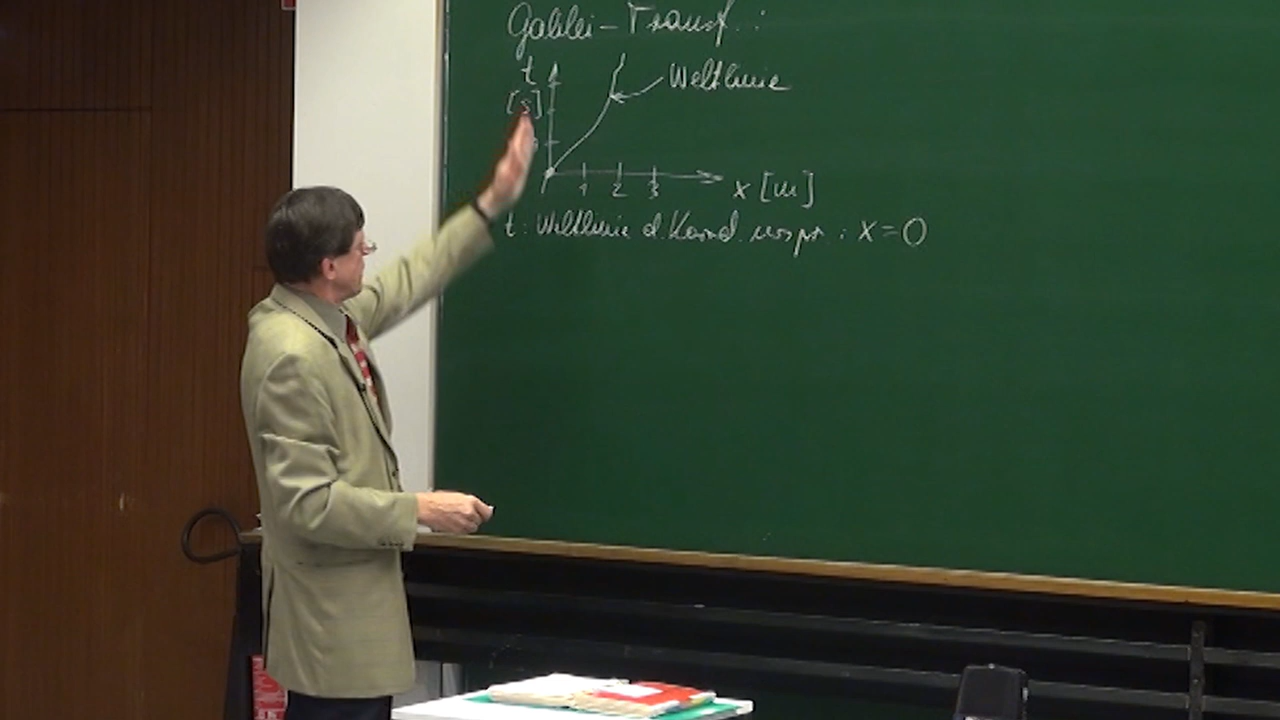 Galilei-Transf.:
t
[s]
Weltlinie
1 2 3
x [m]
t: Weltlinie d. Koord. urspr.: x=0